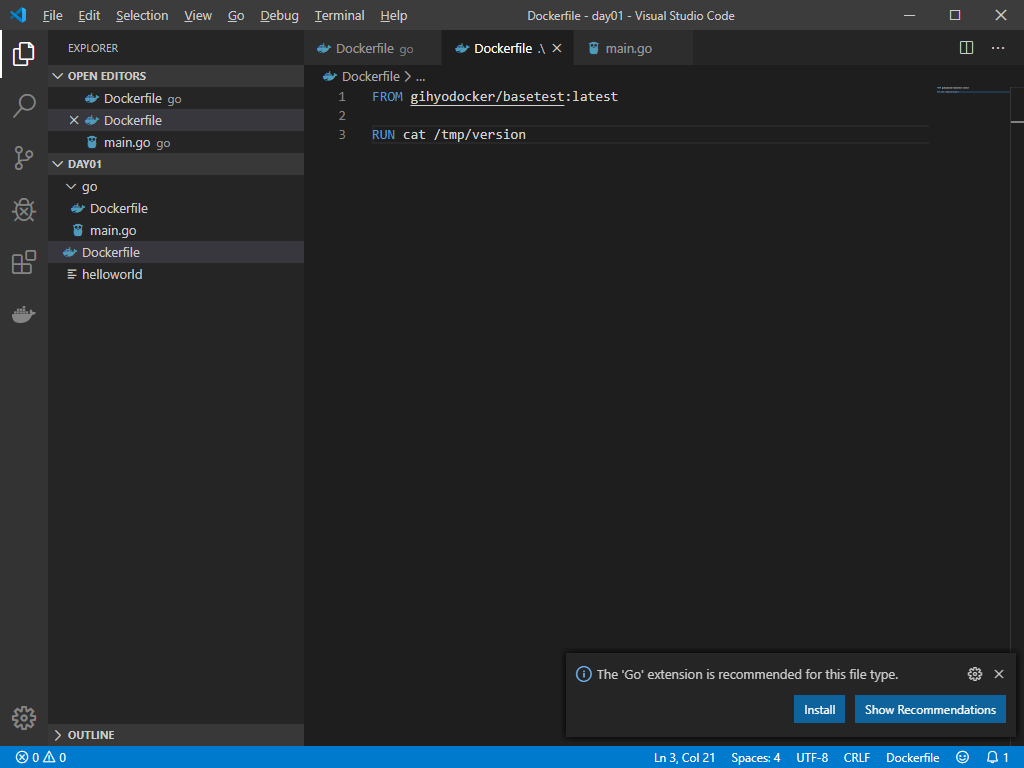 File Edit Selection View Go Debug Terminal Help Dockerfile - day01 - Visual Studio Code
EXPLORER
OPEN EDITORS
Dockerfile go
Dockerfile
main.go go
DAY01
go
Dockerfile
main.go
Dockerfile
helloworld
OUTLINE
Dockerfile go Dockerfile .\ main.go
Dockerfile > ...
1 FROM gihyodocker/basetest:latest
2
3 RUN cat /tmp/version
The 'Go' extension is recommended for this file type.
Install Show Recommendations
0 0 Ln 3, Col 21 Spaces: 4 UTF-8 CRLF Dockerfile 1